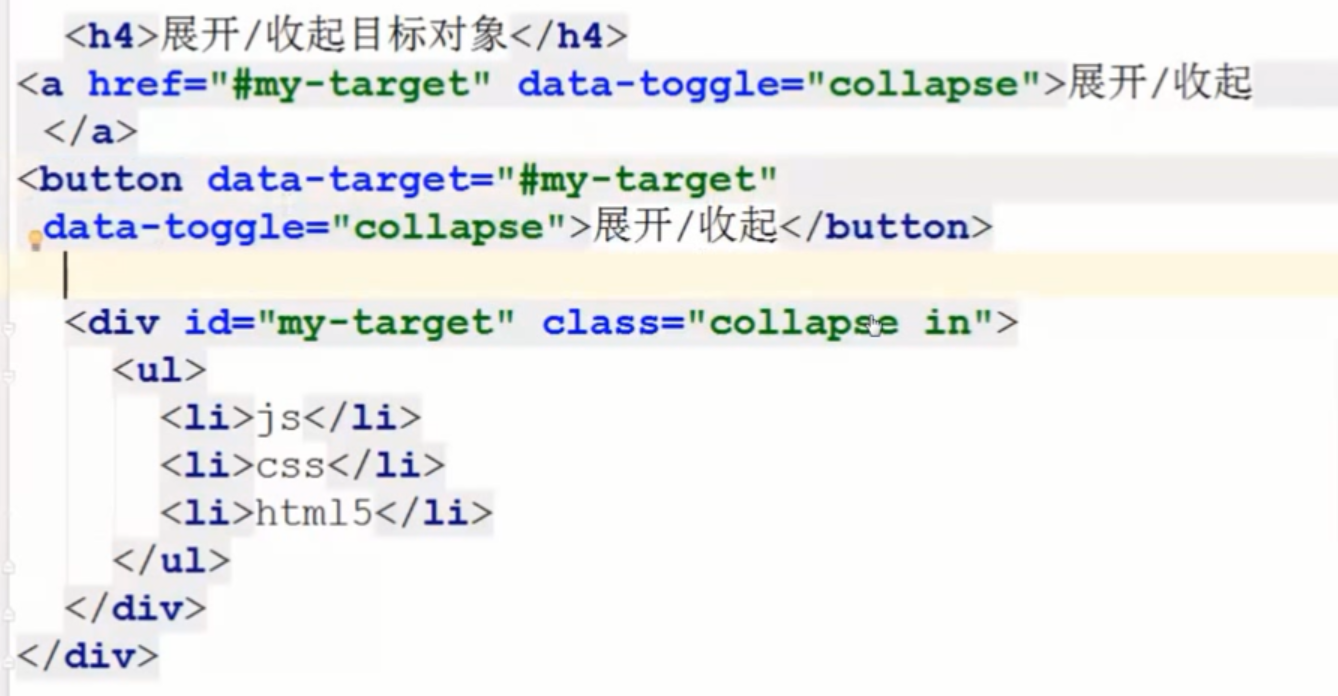 <h4>展开/收起目标对象</h4>
<a href="#my-target" data-toggle="collapse">展开/收起
</a>
<button data-target="#my-target"
data-toggle="collapse">展开/收起</button>
<div id="my-target" class="collapse in">
<ul>
<li>js</li>
<li>css</li>
<li>html5</li>
</ul>
</div>
</div>